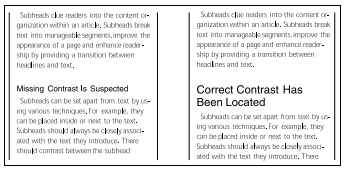 Subheads clue readers into the content or-
ganization within an article. Subheads break
text into manageable segments, improve the
appearance of a page and enhance reader-
ship by providing a transition between
headlines and text.
Missing Contrast Is Suspected
Subheads can be set apart from text by us-
ing various techniques. For example, they
can be placed inside or next to the text.
Subheads should always be closely associ-
ated with the text they introduce. There
should contrast between the subhead
Subheads clue readers into the content or-
ganization within an article. Subheads break
text into manageable segments, improve the
appearance of a page and enhance reader-
ship by providing a transition between
headlines and text.
Correct Contrast Has
Been Located
Subheads can be set apart from text by us-
ing various techniques. For example, they
can be placed inside or next to the text.
Subheads should always be closely associ-
ated with the text they introduce. There